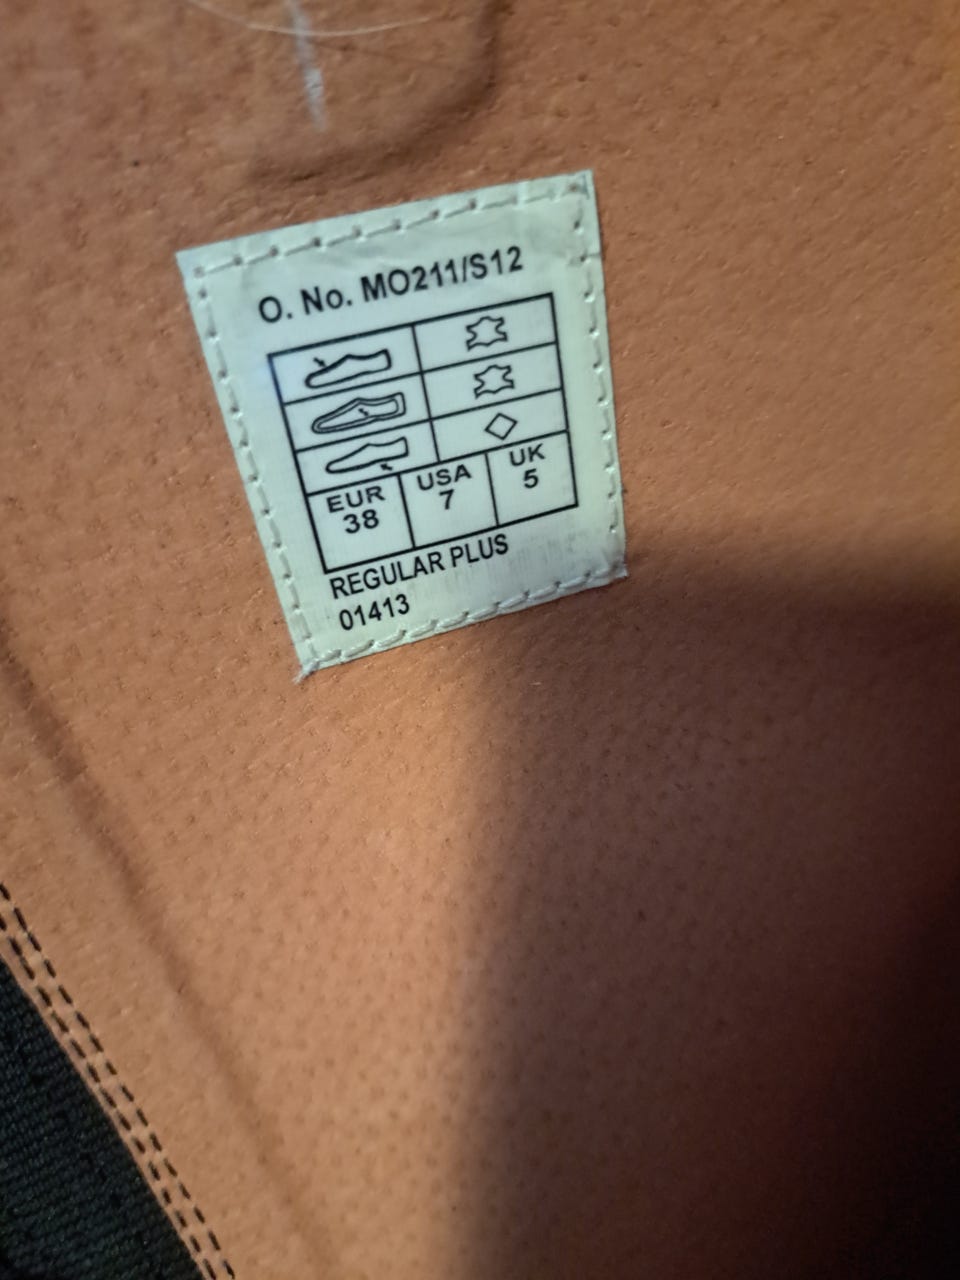 O. No. MO211/S12
EUR USA UK
38 7 5
REGULAR PLUS
01413